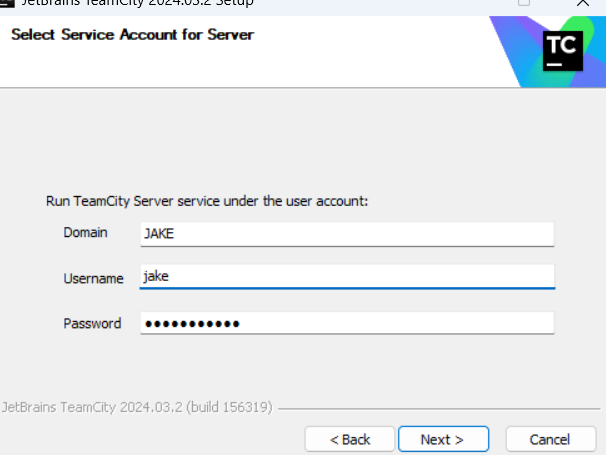 JetBrains TeamCity 2024.03.2 Setup
Select Service Account for Server
TC
Run TeamCity Server service under the user account:
Domain JAKE
Username jake
Password ●●●●●●●●●●●
JetBrains TeamCity 2024.03.2 (build 156319)
< Back Next > Cancel